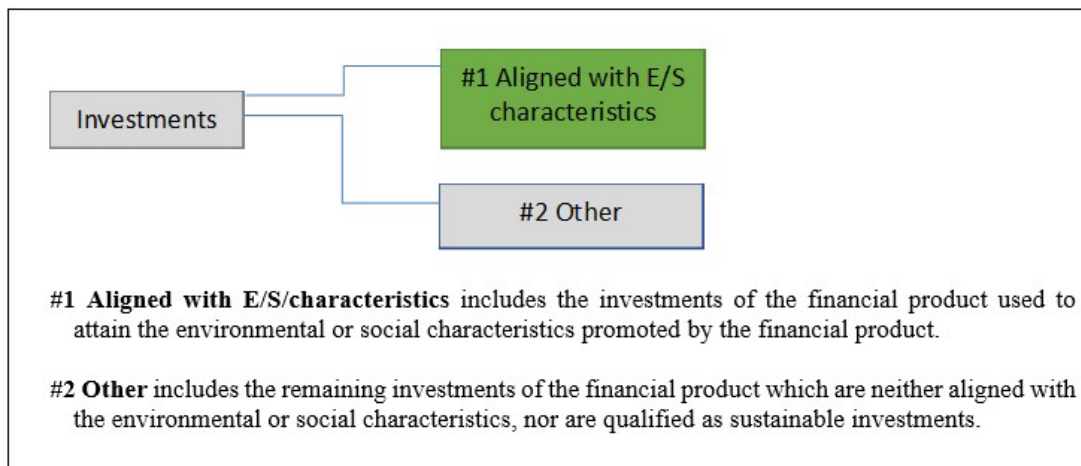 #1 Aligned with E/S
characteristics
Investments
#2 Other
#1 Aligned with E/S/characteristics includes the investments of the financial product used to
attain the environmental or social characteristics promoted by the financial product.
#2 Other includes the remaining investments of the financial product which are neither aligned with
the environmental or social characteristics, nor are qualified as sustainable investments.